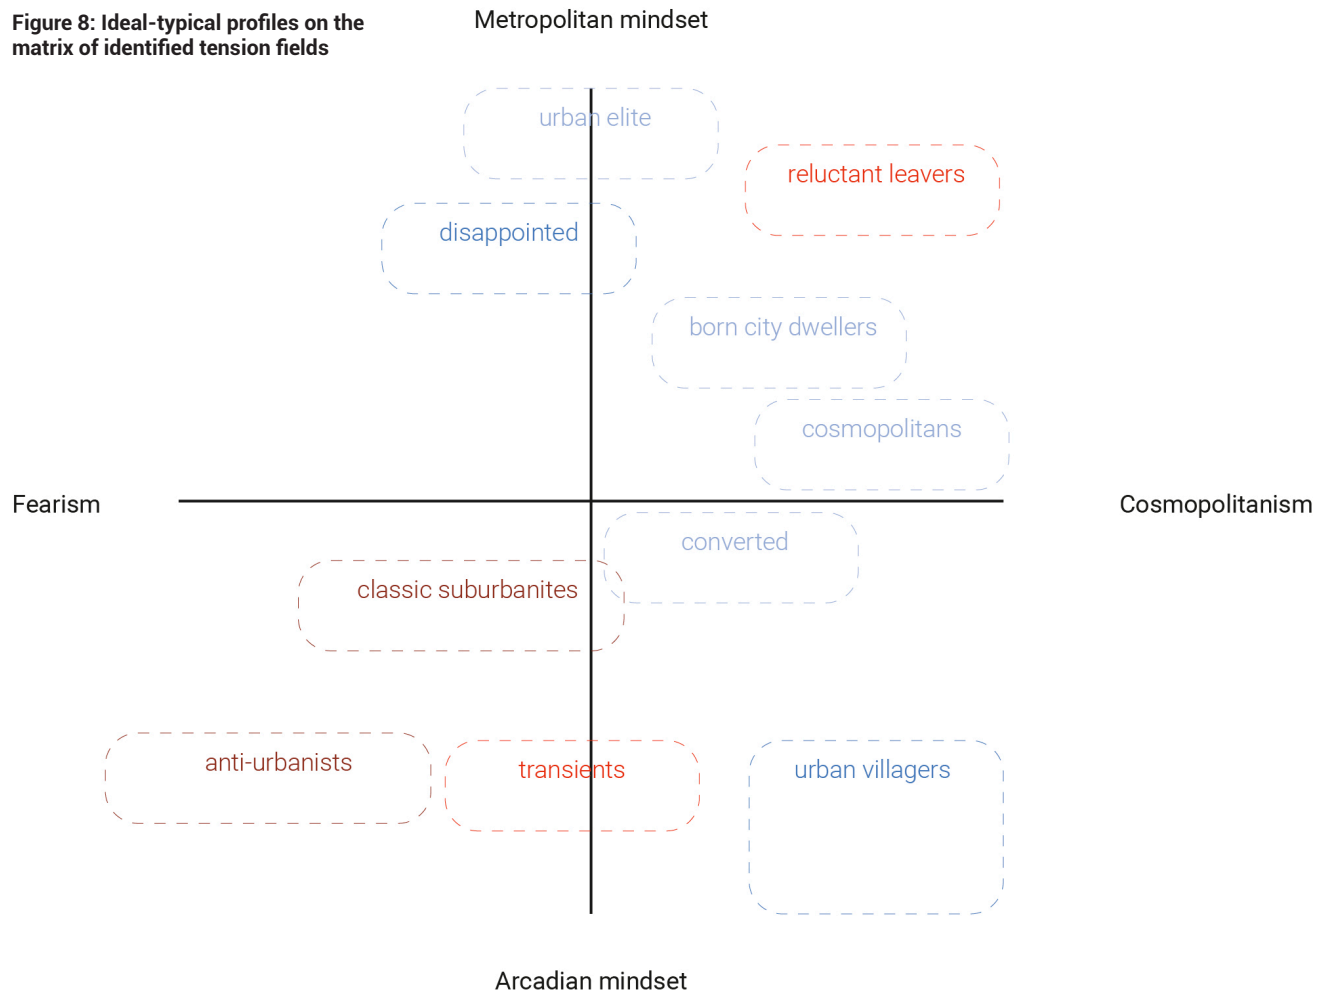 Figure 8: Ideal-typical profiles on the
matrix of identified tension fields
Metropolitan mindset
urban elite
reluctant leavers
disappointed
born city dwellers
cosmopolitans
Fearism
Cosmopolitanism
converted
classic suburbanites
anti-urbanists
transients
urban villagers
Arcadian mindset